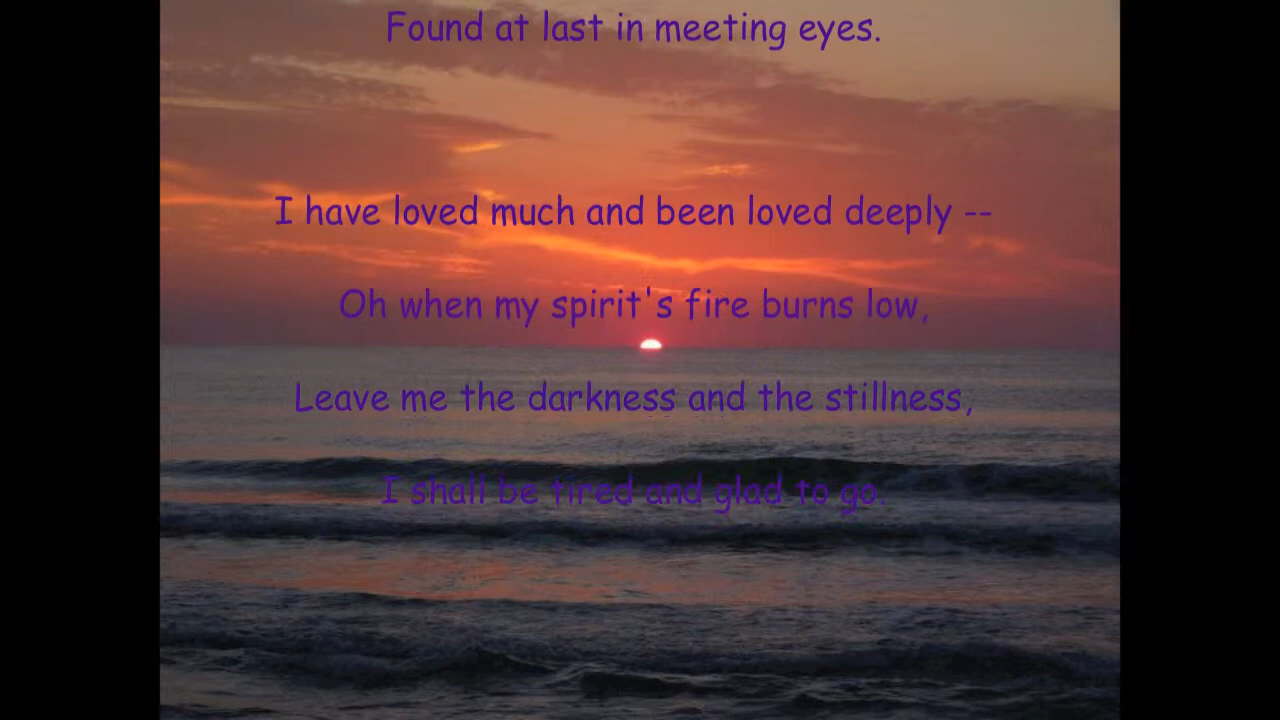 Found at last in meeting eyes.
I have loved much and been loved deeply --
Oh when my spirit's fire burns low,
Leave me the darkness and the stillness,
I shall be tired and glad to go.